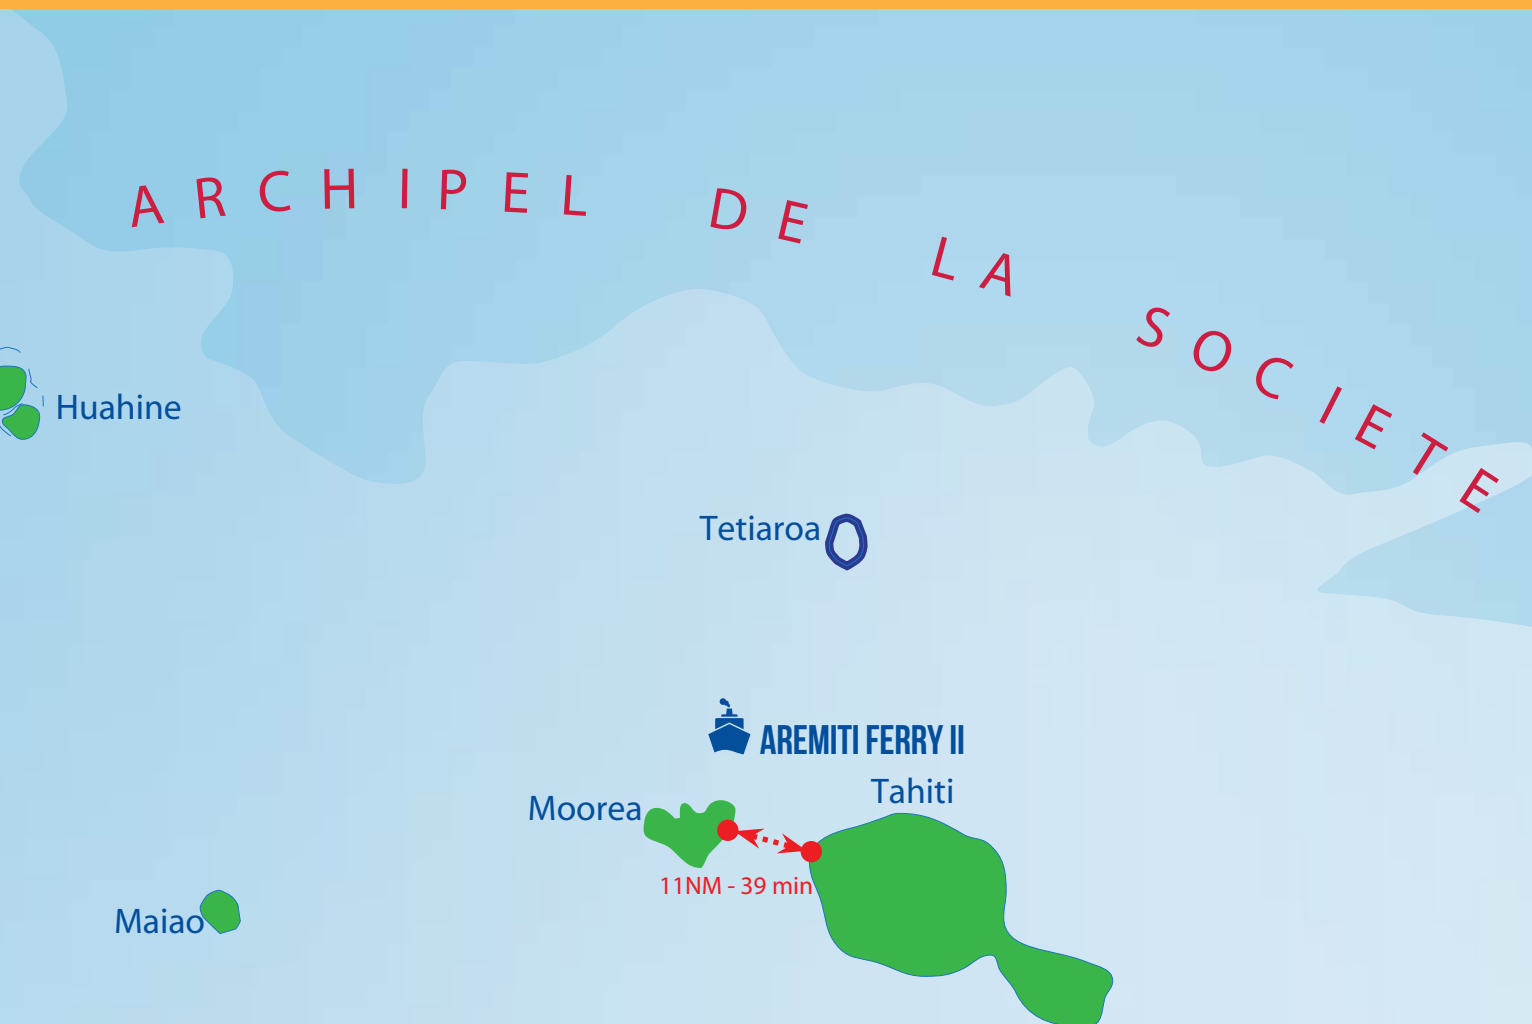 ARCHIPEL DE LA SOCIETE
Huahine
Tetiaroa
AREMITI FERRY II
Tahiti
Moorea
11NM - 39 min
Maiao